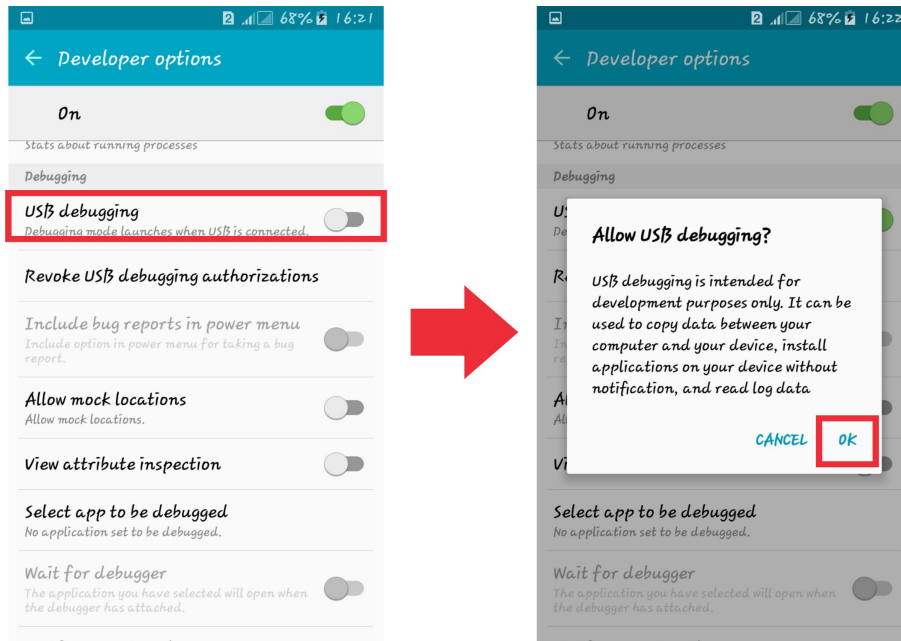 2 68% 16:21
Developer options
On
Stats about running processes
Debugging
USB debugging
Debugging mode launches when USB is connected.
Revoke USB debugging authorizations
Include bug reports in power menu
Include option in power menu for taking a bug
report.
Allow mock locations
Allow mock locations.
View attribute inspection
Select app to be debugged
No application set to be debugged.
Wait for debugger
The application you have selected will open when
the debugger has attached.
2 68% 16:22
Developer options
On
Stats about running processes
Debugging
Allow USB debugging?
USB debugging is intended for
development purposes only. It can be
used to copy data between your
computer and your device, install
applications on your device without
notification, and read log data
CANCEL OK
Select app to be debugged
No application set to be debugged.
Wait for debugger
The application you have selected will open when
the debugger has attached.